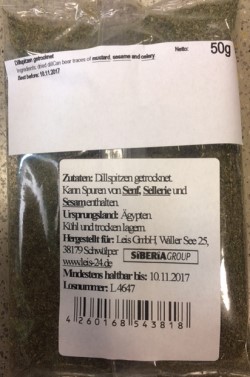 Dillspitzen getrocknet
Netto: 50g
Ingredients: dried dill/Can bear traces of mustard, sesame and celery
Best before: 10.11.2017
Zutaten: Dillspitzen getrocknet.
Kann Spuren von Senf, Sellerie und
Sesam enthalten.
Ursprungsland: Ägypten.
Kühl und trocken lagern.
Hergestellt für: Leis GmbH, Waller See 25,
38179 Schwülper SiBERiA GROUP
www.leis-24.de
Mindestens haltbar bis: 10.11.2017
Losnummer: L4647
4 260168 543818